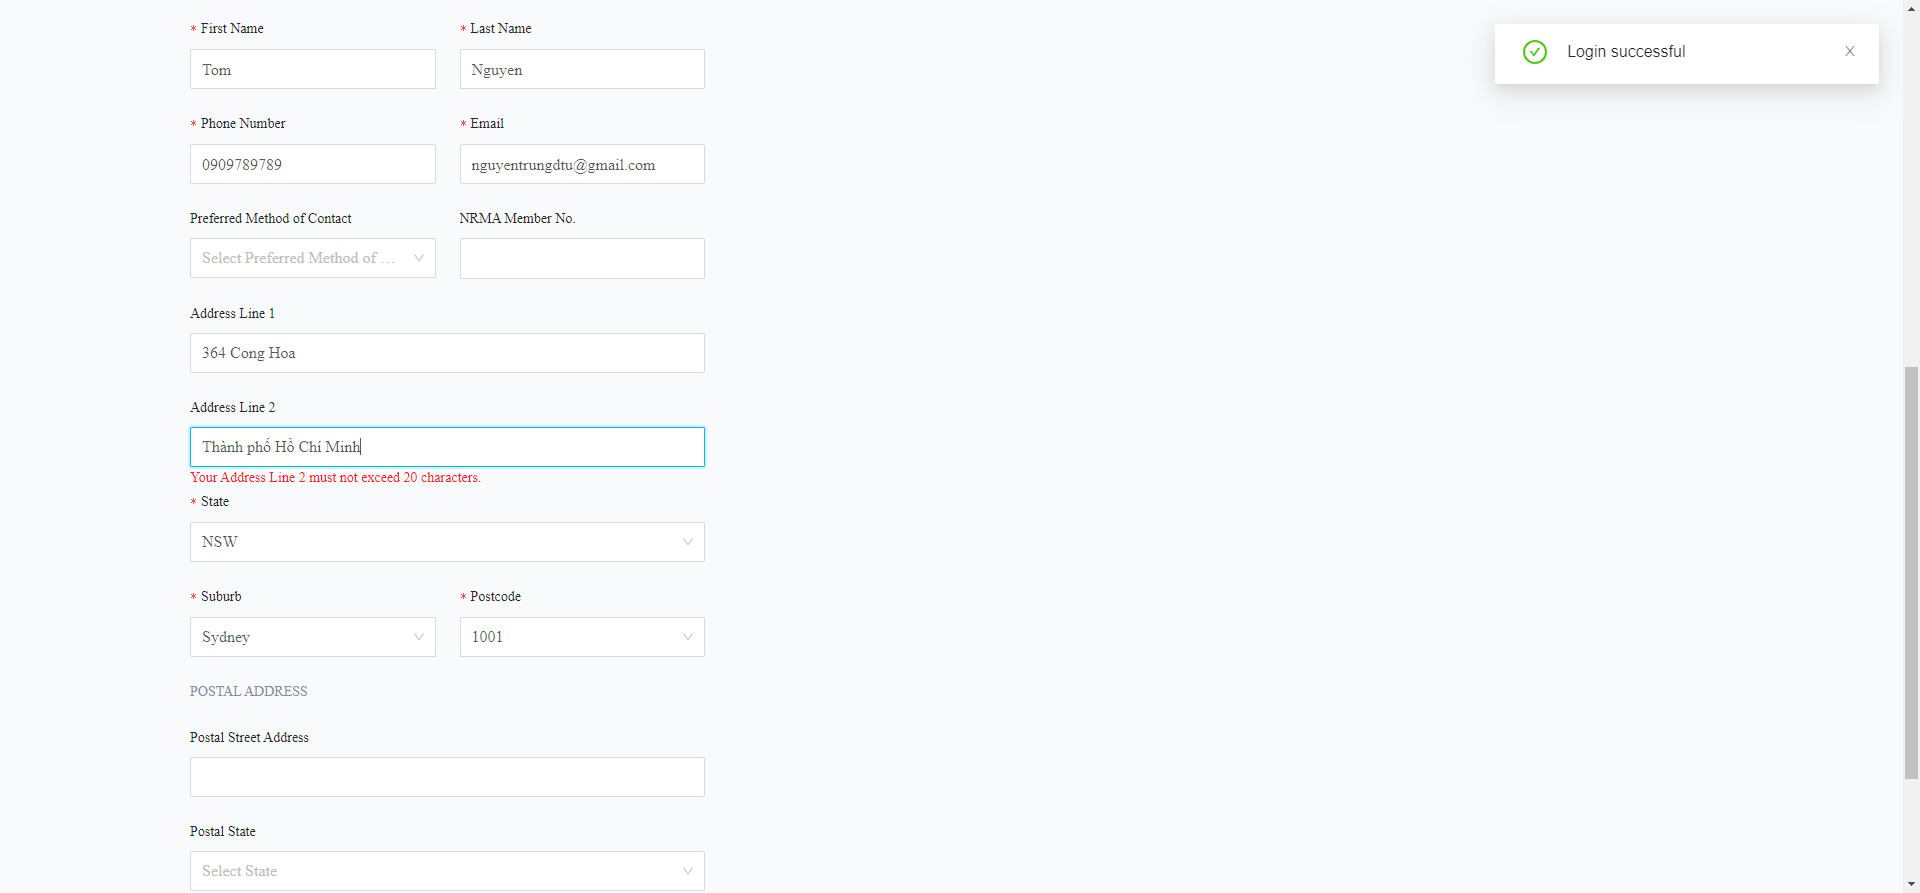 * First Name
* Last Name
Tom
Nguyen
Login successful
* Phone Number
* Email
0909789789
nguyentrungdtu@gmail.com
Preferred Method of Contact
NRMA Member No.
Select Preferred Method of ...
Address Line 1
364 Cong Hoa
Address Line 2
Thành phố Hồ Chí Minh
Your Address Line 2 must not exceed 20 characters.
* State
NSW
* Suburb
* Postcode
Sydney
1001
POSTAL ADDRESS
Postal Street Address
Postal State
Select State